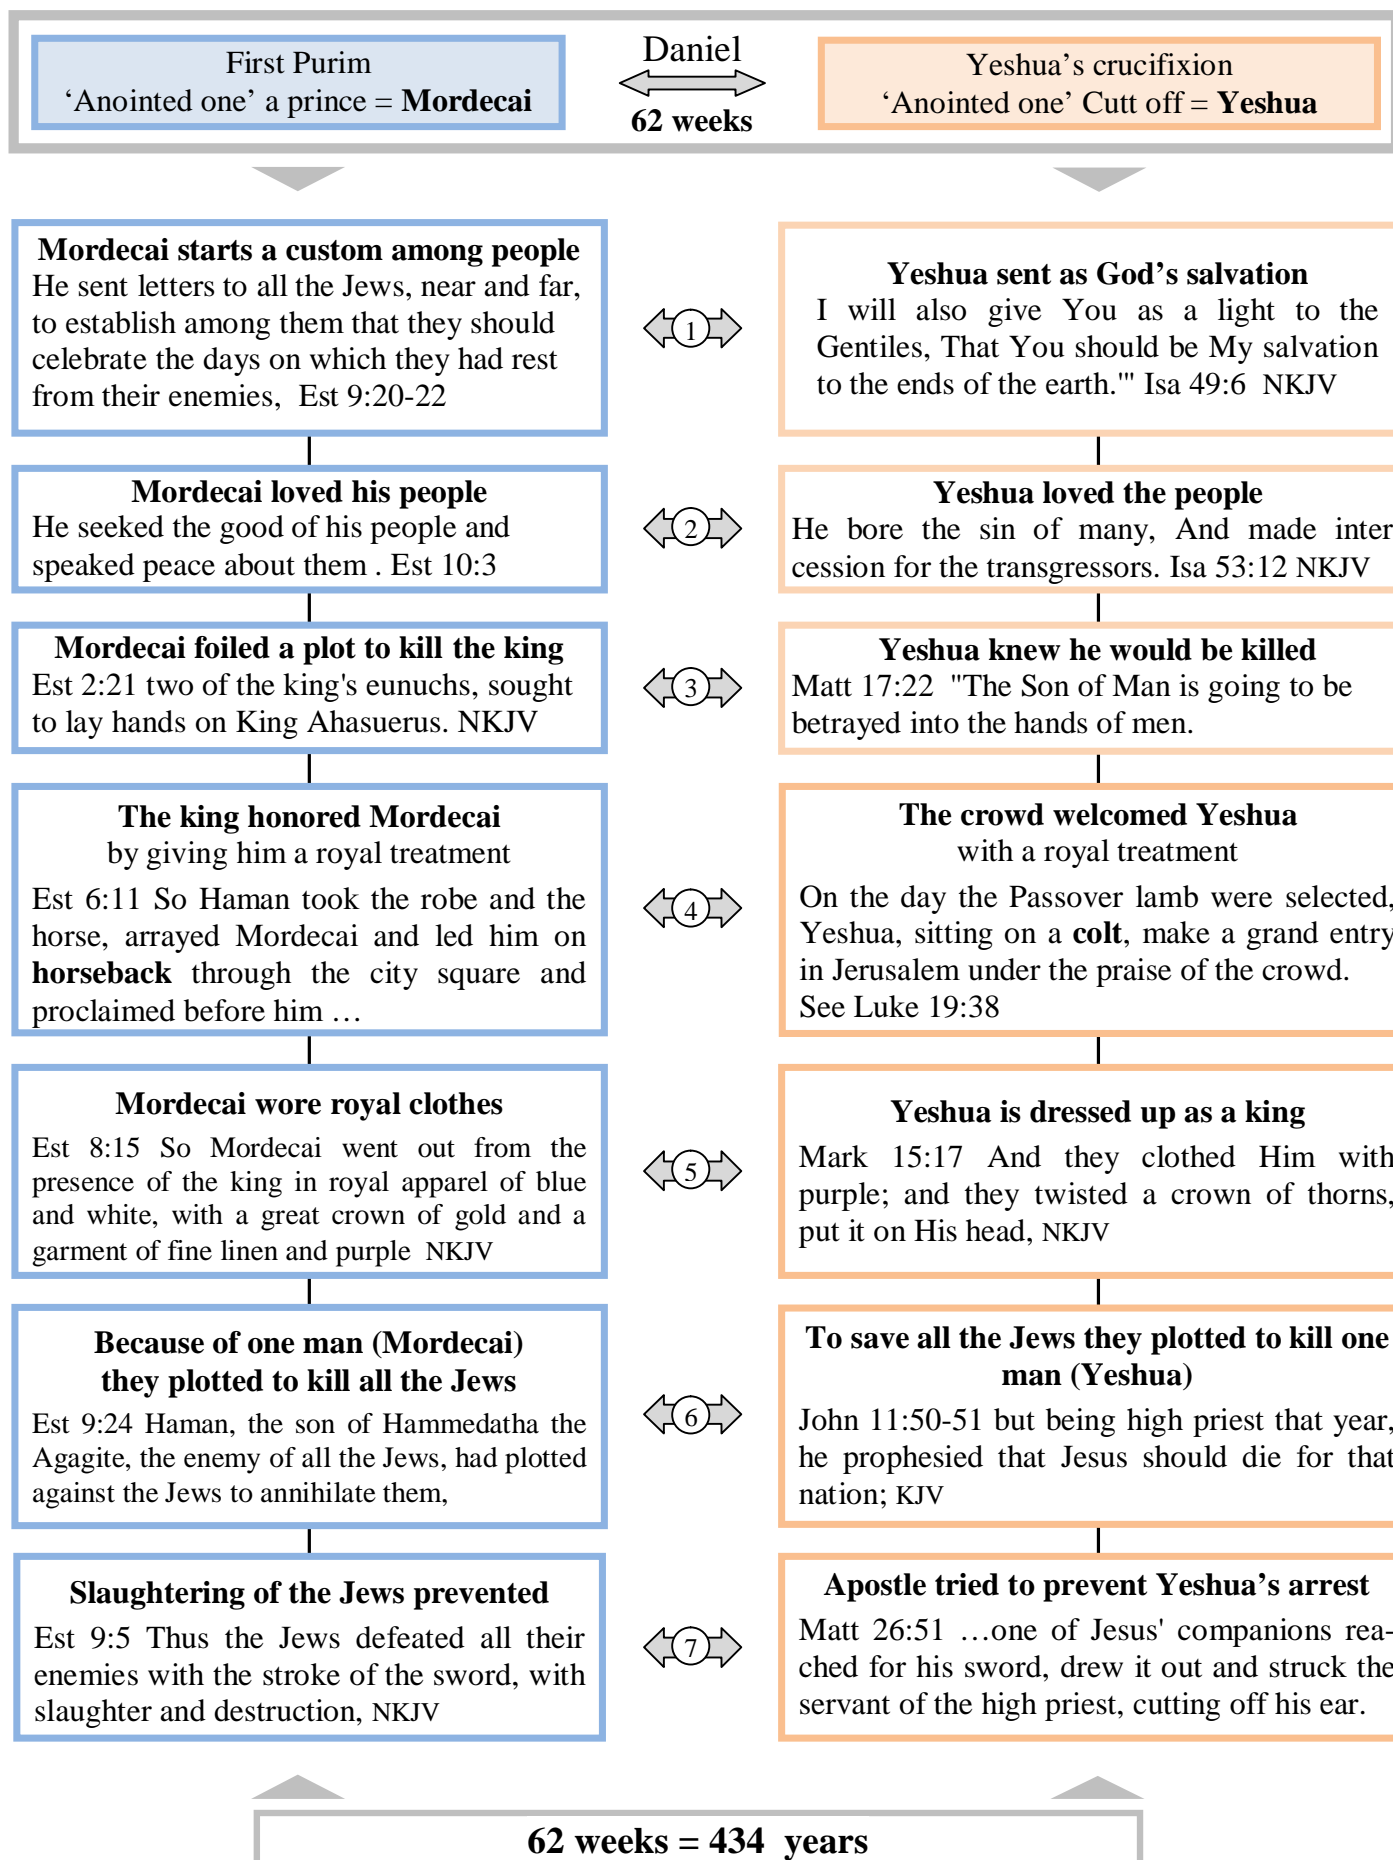 First Purim
‘Anointed one’ a prince = Mordecai
Daniel
62 weeks
Yeshua’s crucifixion
‘Anointed one’ Cutt off = Yeshua
Mordecai starts a custom among people
He sent letters to all the Jews, near and far,
to establish among them that they should
celebrate the days on which they had rest
from their enemies, Est 9:20-22
1
Yeshua sent as God’s salvation
I will also give You as a light to the
Gentiles, That You should be My salvation
to the ends of the earth.'" Isa 49:6 NKJV
Mordecai loved his people
He seeked the good of his people and
speaked peace about them . Est 10:3
2
Yeshua loved the people
He bore the sin of many, And made inter
cession for the transgressors. Isa 53:12 NKJV
Mordecai foiled a plot to kill the king
Est 2:21 two of the king's eunuchs, sought
to lay hands on King Ahasuerus. NKJV
3
Yeshua knew he would be killed
Matt 17:22 "The Son of Man is going to be
betrayed into the hands of men.
The king honored Mordecai
by giving him a royal treatment
Est 6:11 So Haman took the robe and the
horse, arrayed Mordecai and led him on
horseback through the city square and
proclaimed before him …
4
The crowd welcomed Yeshua
with a royal treatment
On the day the Passover lamb were selected,
Yeshua, sitting on a colt, make a grand entry
in Jerusalem under the praise of the crowd.
See Luke 19:38
Mordecai wore royal clothes
Est 8:15 So Mordecai went out from the
presence of the king in royal apparel of blue
and white, with a great crown of gold and a
garment of fine linen and purple NKJV
5
Yeshua is dressed up as a king
Mark 15:17 And they clothed Him with
purple; and they twisted a crown of thorns,
put it on His head, NKJV
Because of one man (Mordecai)
they plotted to kill all the Jews
Est 9:24 Haman, the son of Hammedatha the
Agagite, the enemy of all the Jews, had plotted
against the Jews to annihilate them,
6
To save all the Jews they plotted to kill one
man (Yeshua)
John 11:50-51 but being high priest that year,
he prophesied that Jesus should die for that
nation; KJV
Slaughtering of the Jews prevented
Est 9:5 Thus the Jews defeated all their
enemies with the stroke of the sword, with
slaughter and destruction, NKJV
7
Apostle tried to prevent Yeshua’s arrest
Matt 26:51 …one of Jesus' companions rea-
ched for his sword, drew it out and struck the
servant of the high priest, cutting off his ear.
62 weeks = 434 years